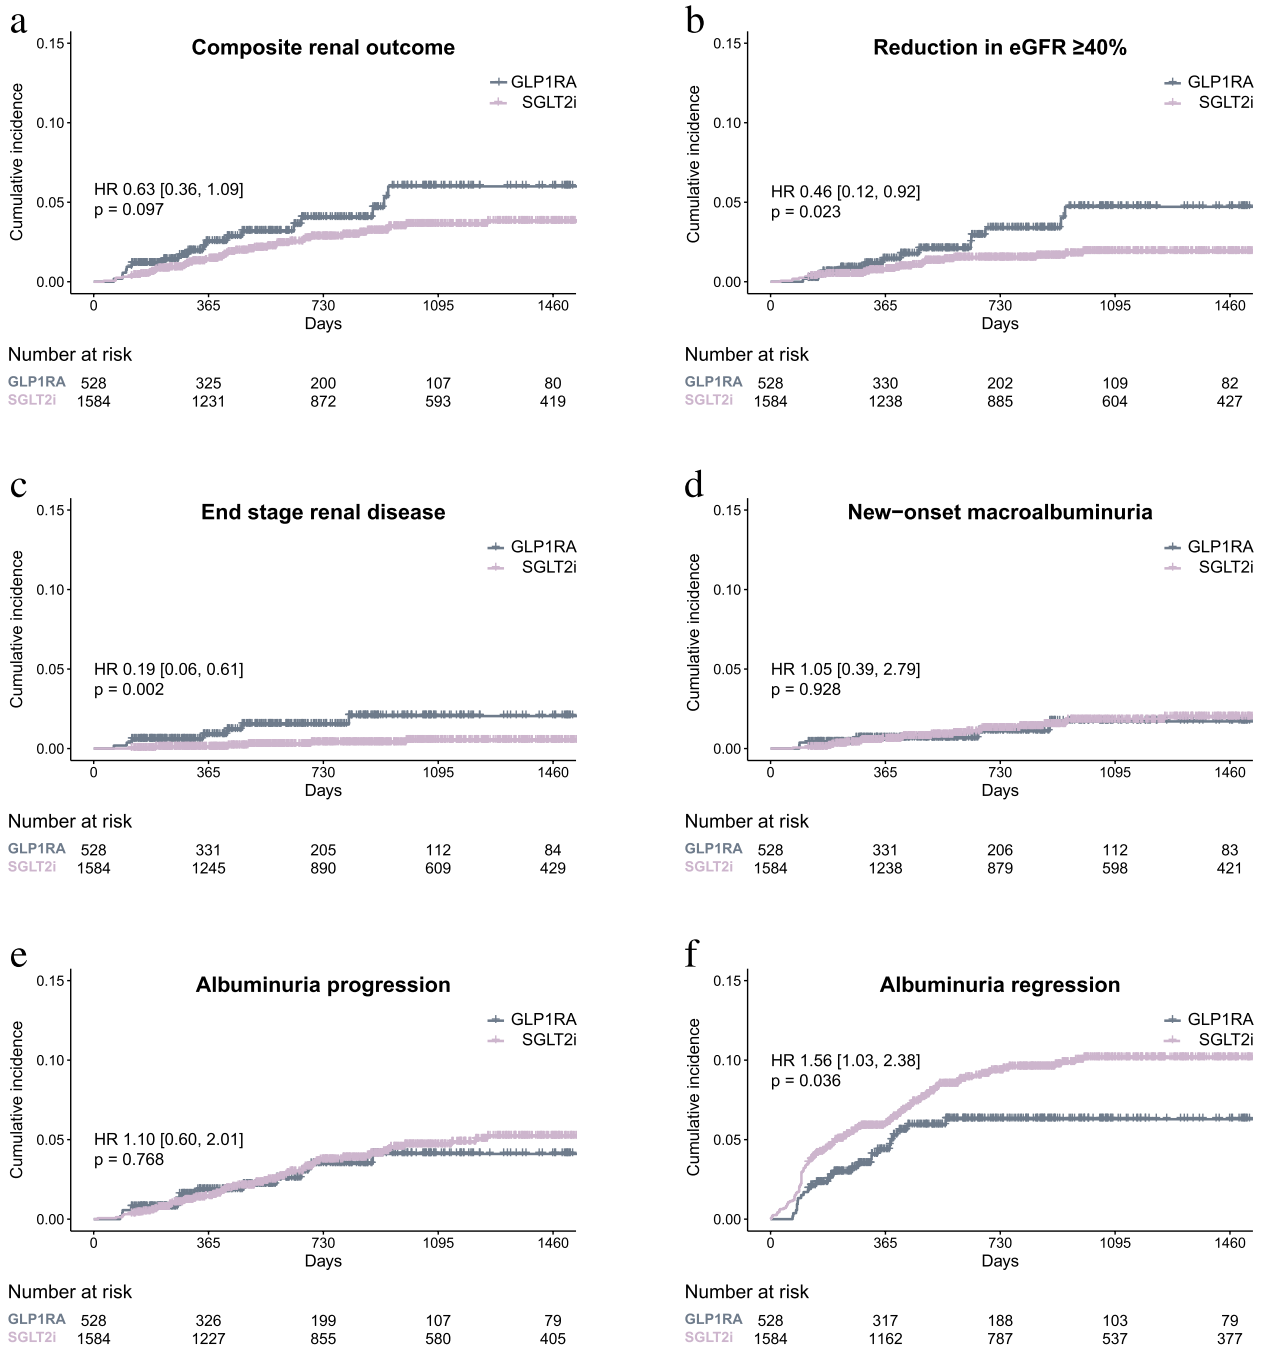 a
Composite renal outcome
0.15
0.10
0.05
0.00
Cumulative incidence
GLP1RA
SGLT2i
HR 0.63 [0.36, 1.09]
p = 0.097
0 365 730 1095 1460
Days
Number at risk
GLP1RA 528 325 200 107 80
SGLT2i 1584 1231 872 593 419
b
Reduction in eGFR ≥40%
0.15
0.10
0.05
0.00
Cumulative incidence
GLP1RA
SGLT2i
HR 0.46 [0.12, 0.92]
p = 0.023
0 365 730 1095 1460
Days
Number at risk
GLP1RA 528 330 202 109 82
SGLT2i 1584 1238 885 604 427
c
End stage renal disease
0.15
0.10
0.05
0.00
Cumulative incidence
GLP1RA
SGLT2i
HR 0.19 [0.06, 0.61]
p = 0.002
0 365 730 1095 1460
Days
Number at risk
GLP1RA 528 331 205 112 84
SGLT2i 1584 1245 890 609 429
d
New−onset macroalbuminuria
0.15
0.10
0.05
0.00
Cumulative incidence
GLP1RA
SGLT2i
HR 1.05 [0.39, 2.79]
p = 0.928
0 365 730 1095 1460
Days
Number at risk
GLP1RA 528 331 206 112 83
SGLT2i 1584 1238 879 598 421
e
Albuminuria progression
0.15
0.10
0.05
0.00
Cumulative incidence
GLP1RA
SGLT2i
HR 1.10 [0.60, 2.01]
p = 0.768
0 365 730 1095 1460
Days
Number at risk
GLP1RA 528 326 199 107 79
SGLT2i 1584 1227 855 580 405
f
Albuminuria regression
0.15
0.10
0.05
0.00
Cumulative incidence
GLP1RA
SGLT2i
HR 1.56 [1.03, 2.38]
p = 0.036
0 365 730 1095 1460
Days
Number at risk
GLP1RA 528 317 188 103 79
SGLT2i 1584 1162 787 537 377